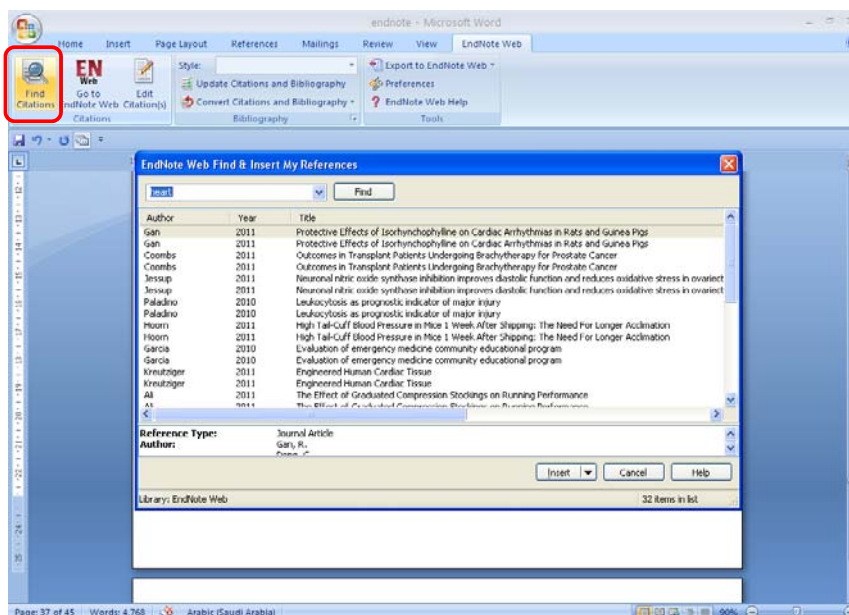 endnote - Microsoft Word
Home Insert Page Layout References Mailings Review View EndNote Web
Find Citations
EN Web
Go to EndNote Web
Edit Citation(s)
Citations
Style:
Update Citations and Bibliography
Convert Citations and Bibliography
Bibliography
Export to EndNote Web
Preferences
EndNote Web Help
Tools
EndNote Web Find & Insert My References
heart Find
Author Year Title
Gan 2011 Protective Effects of Isorhynchophylline on Cardiac Arrhythmias in Rats and Guinea Pigs
Gan 2011 Protective Effects of Isorhynchophylline on Cardiac Arrhythmias in Rats and Guinea Pigs
Coombs 2011 Outcomes in Transplant Patients Undergoing Brachytherapy for Prostate Cancer
Coombs 2011 Outcomes in Transplant Patients Undergoing Brachytherapy for Prostate Cancer
Jessup 2011 Neuronal nitric oxide synthase inhibition improves diastolic function and reduces oxidative stress in ovariect
Jessup 2011 Neuronal nitric oxide synthase inhibition improves diastolic function and reduces oxidative stress in ovariect
Paladino 2010 Leukocytosis as prognostic indicator of major injury
Paladino 2010 Leukocytosis as prognostic indicator of major injury
Hoorn 2011 High Tail-Cuff Blood Pressure in Mice 1 Week After Shipping: The Need For Longer Acclimation
Hoorn 2011 High Tail-Cuff Blood Pressure in Mice 1 Week After Shipping: The Need For Longer Acclimation
Garcia 2010 Evaluation of emergency medicine community educational program
Garcia 2010 Evaluation of emergency medicine community educational program
Kreutziger 2011 Engineered Human Cardiac Tissue
Kreutziger 2011 Engineered Human Cardiac Tissue
Ali 2011 The Effect of Graduated Compression Stockings on Running Performance
Ali 2011 The Effect of Graduated Compression Stockings on Running Performance
Reference Type: Journal Article
Author: Gan, R.
Insert Cancel Help
Library: EndNote Web 32 items in list
Page: 37 of 45 Words: 4,768 Arabic (Saudi Arabia) 90%